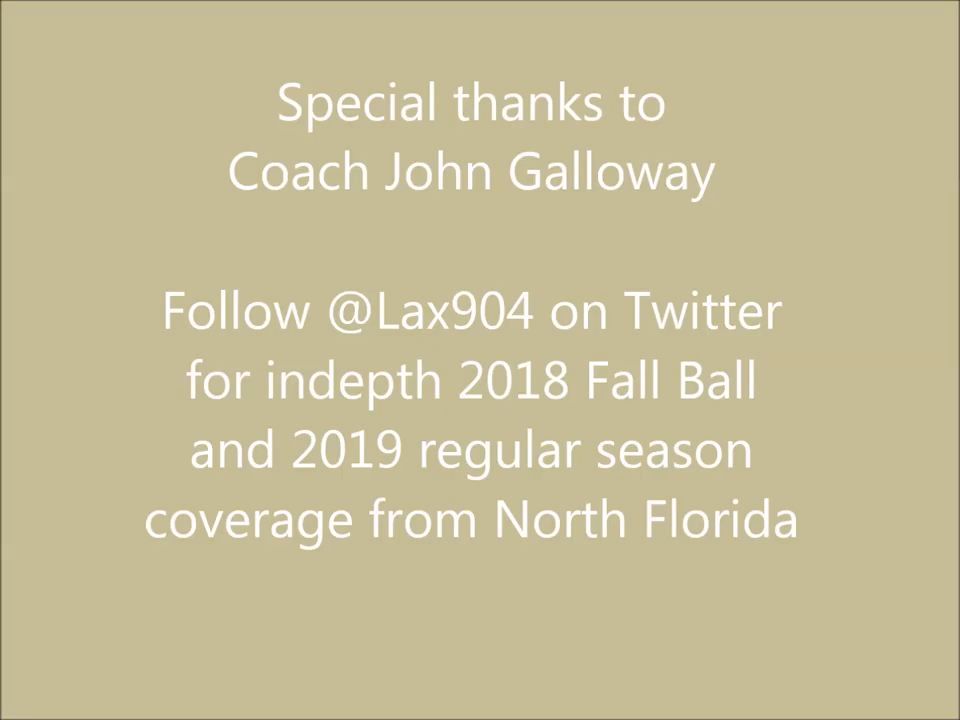 Special thanks to
Coach John Galloway
Follow @Lax904 on Twitter
for indepth 2018 Fall Ball
and 2019 regular season
coverage from North Florida